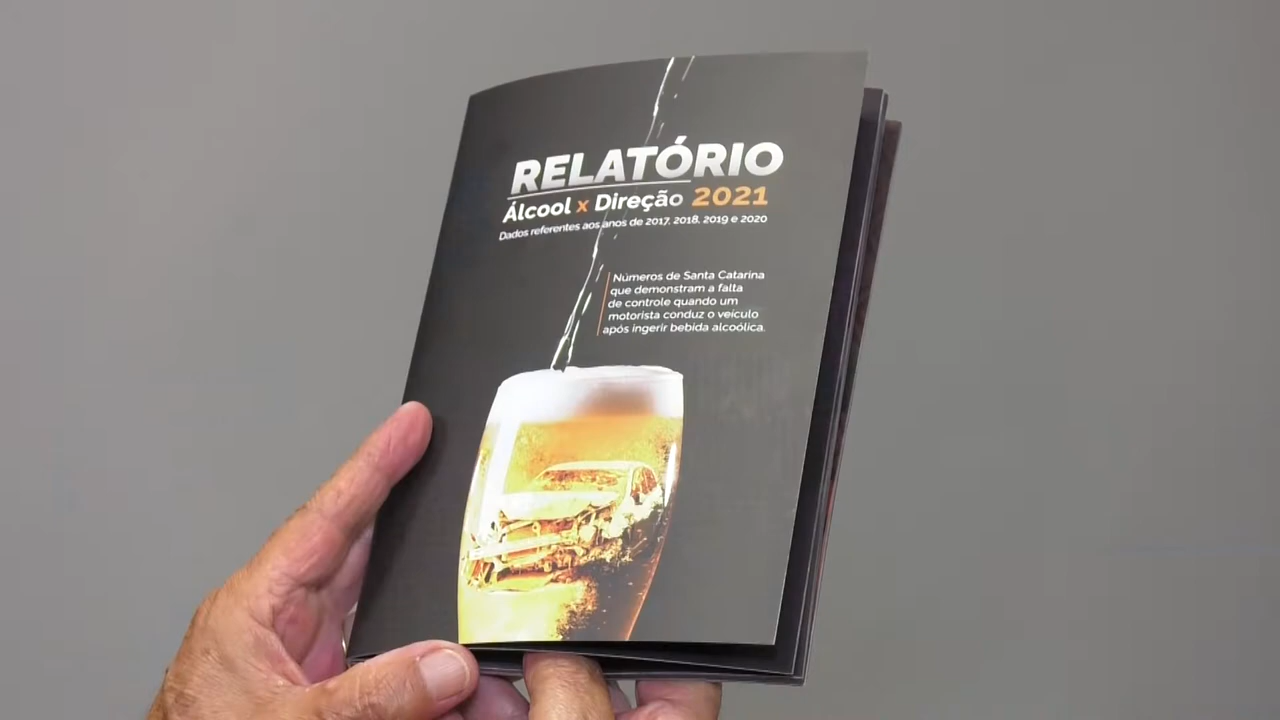 RELATÓRIO
Álcool x Direção 2021
Dados referentes aos anos de 2017, 2018, 2019 e 2020
Números de Santa Catarina
que demonstram a falta
de controle quando um
motorista conduz o veículo
após ingerir bebida alcoólica.